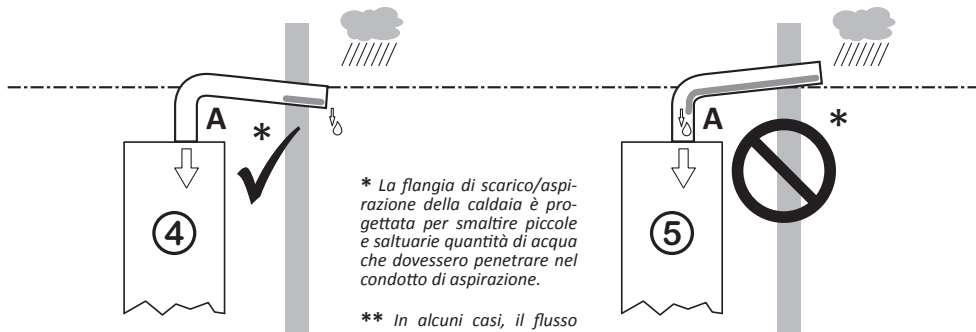 A
*
4
* La flangia di scarico/aspi-
razione della caldaia è pro-
gettata per smaltire piccole
e saltuarie quantità di acqua
che dovessero penetrare nel
condotto di aspirazione.
** In alcuni casi, il flusso
A
*
5